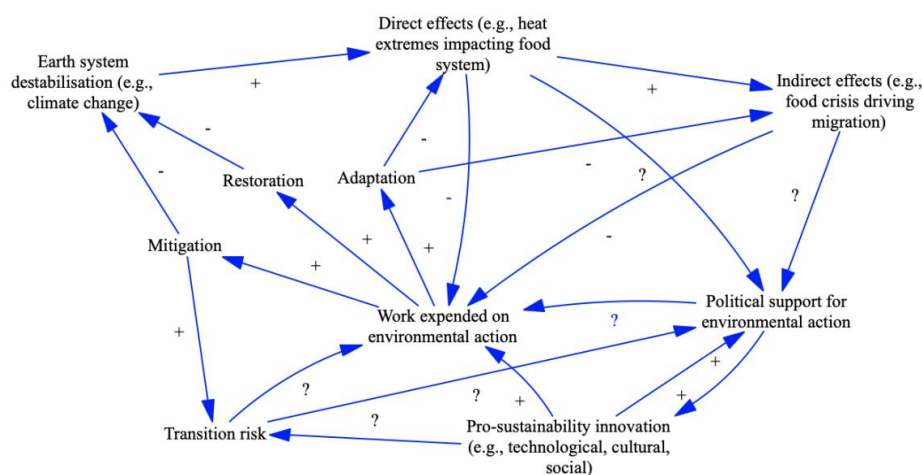 Direct effects (e.g., heat
extremes impacting food
system)
Earth system
destabilisation (e.g.,
climate change)
+
+
Indirect effects (e.g.,
food crisis driving
migration)
-
-
-
Restoration
Adaptation
-
?
?
-
-
Mitigation
+
+
+
-
+
Work expended on
environmental action
?
Political support for
environmental action
+
?
?
?
+
+
+
Transition risk
Pro-sustainability innovation
(e.g., technological, cultural,
social)